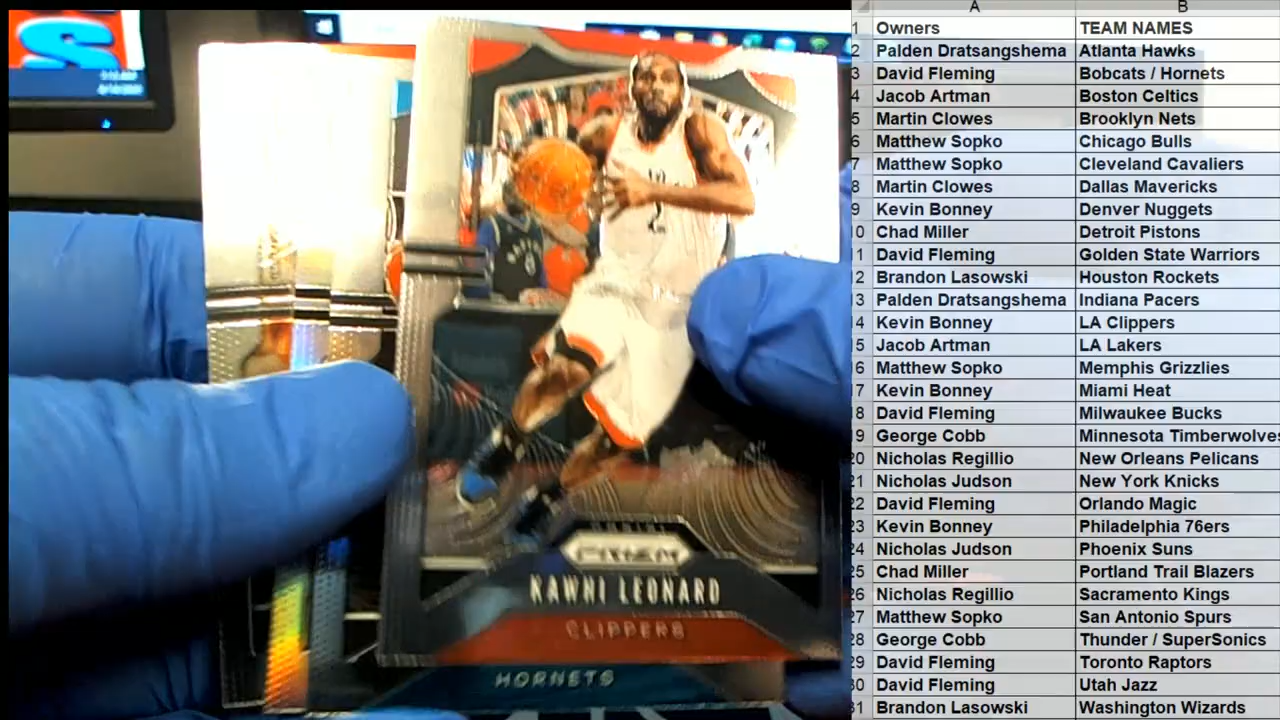 A B
1 Owners TEAM NAMES
2 Palden Dratsangshema Atlanta Hawks
3 David Fleming Bobcats / Hornets
4 Jacob Artman Boston Celtics
5 Martin Clowes Brooklyn Nets
6 Matthew Sopko Chicago Bulls
7 Matthew Sopko Cleveland Cavaliers
8 Martin Clowes Dallas Mavericks
9 Kevin Bonney Denver Nuggets
10 Chad Miller Detroit Pistons
11 David Fleming Golden State Warriors
12 Brandon Lasowski Houston Rockets
13 Palden Dratsangshema Indiana Pacers
14 Kevin Bonney LA Clippers
15 Jacob Artman LA Lakers
16 Matthew Sopko Memphis Grizzlies
17 Kevin Bonney Miami Heat
18 David Fleming Milwaukee Bucks
19 George Cobb Minnesota Timberwolves
20 Nicholas Regillio New Orleans Pelicans
21 Nicholas Judson New York Knicks
22 David Fleming Orlando Magic
23 Kevin Bonney Philadelphia 76ers
24 Nicholas Judson Phoenix Suns
25 Chad Miller Portland Trail Blazers
26 Nicholas Regillio Sacramento Kings
27 Matthew Sopko San Antonio Spurs
28 George Cobb Thunder / SuperSonics
29 David Fleming Toronto Raptors
30 David Fleming Utah Jazz
31 Brandon Lasowski Washington Wizards
2
PANINI
PRIZM
KAWHI LEONARD
CLIPPERS
HORNETS